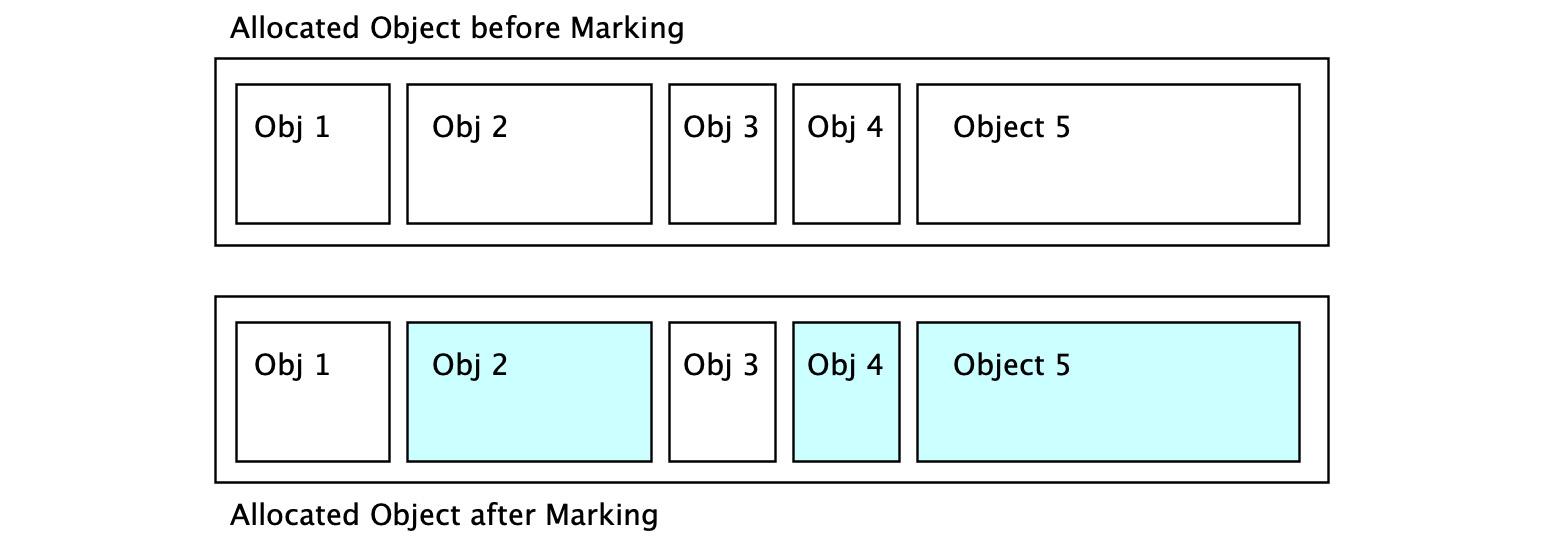 Allocated Object before Marking
Obj 1 Obj 2 Obj 3 Obj 4 Object 5
Obj 1 Obj 2 Obj 3 Obj 4 Object 5
Allocated Object after Marking